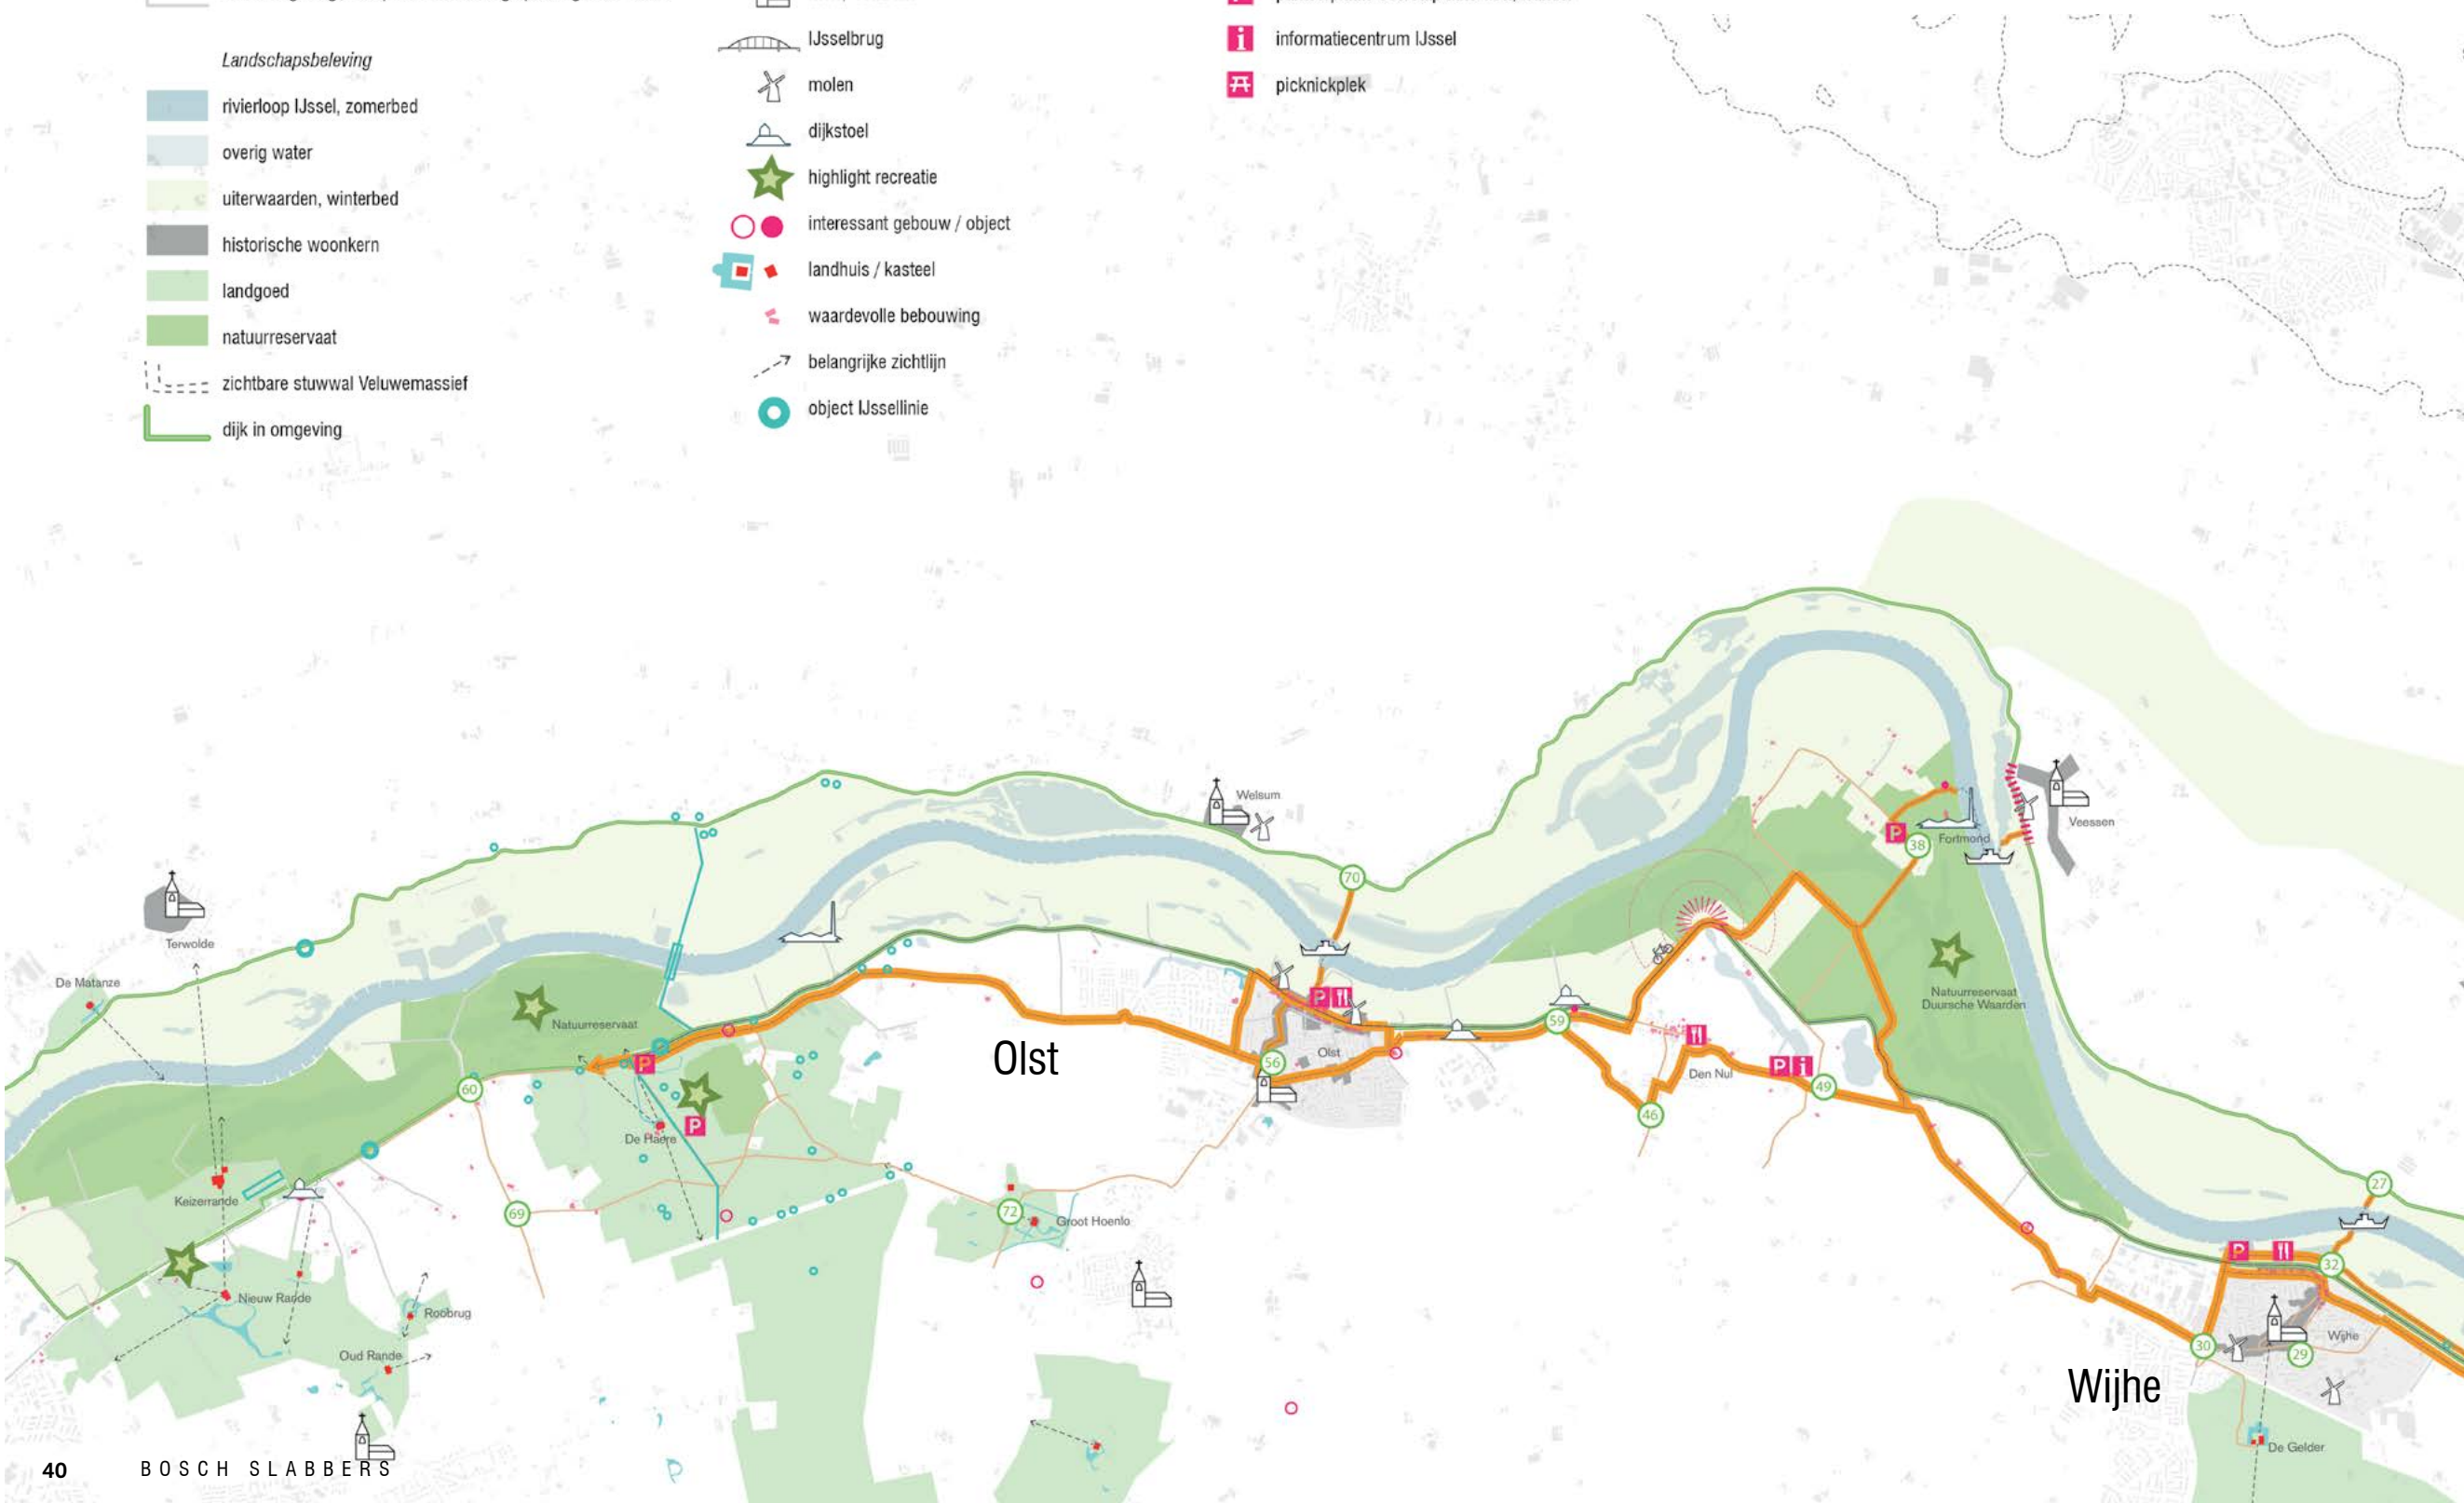 Landschapsbeleving
rivierloop IJssel, zomerbed
overig water
uiterwaarden, winterbed
historische woonkern
landgoed
natuurreservaat
zichtbare stuwwal Veluwemassief
dijk in omgeving
IJsselbrug
molen
dijkstoel
highlight recreatie
interessant gebouw / object
landhuis / kasteel
waardevolle bebouwing
belangrijke zichtlijn
object IJssellinie
i informatiecentrum IJssel
picknickplek
Welsum
Veessen
70
P
38
Fortmond
Terwolde
De Matanze
Natuurreservaat
Duursche Waarden
Natuurreservaat
P
59
Olst
Olst
56
Den Nul
P i
49
46
P
60
P
De Haere
Keizerrande
69
72
Groot Hoenlo
27
P
32
Nieuw Rande
Roobrug
Oud Rande
30
29
Wijhe
Wijhe
De Gelder
40 BOSCH SLABBERS